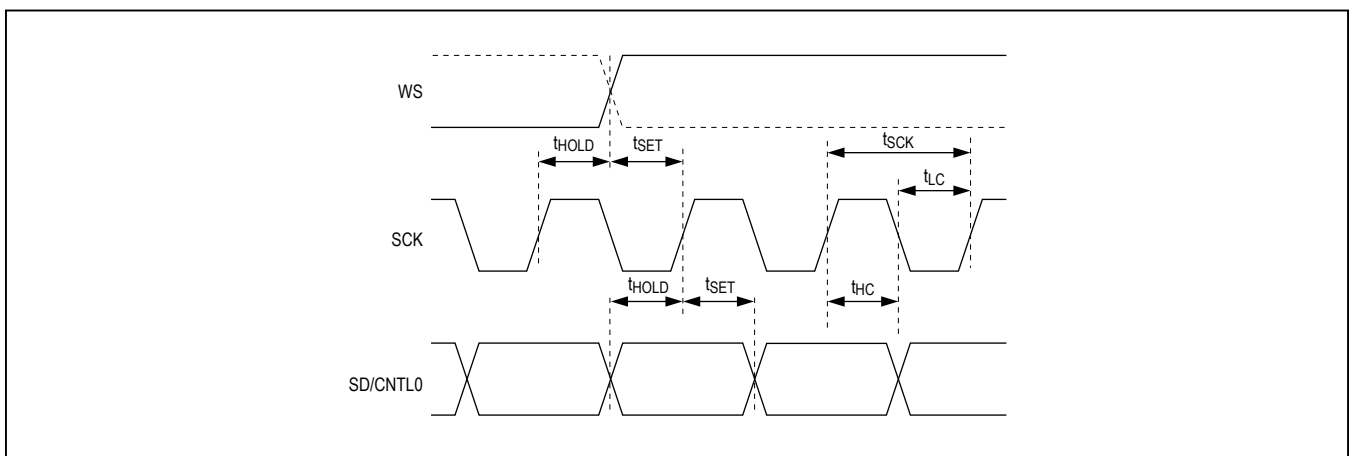 WS
tHOLD tSET
tSCK
tLC
SCK
tHOLD tSET
tHC
SD/CNTL0